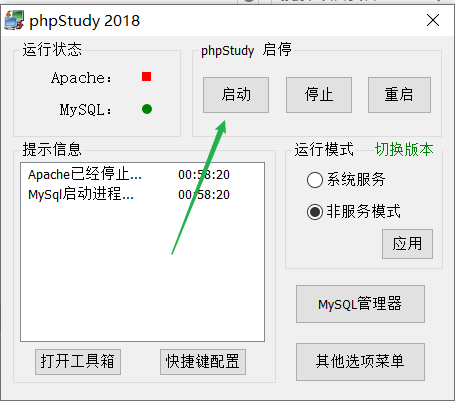 phpStudy 2018
运行状态
Apache:
MySQL:
phpStudy 启停
启动 停止 重启
提示信息
Apache已经停止... 00:58:20
MySql启动进程... 00:58:20
运行模式 切换版本
系统服务
非服务模式
应用
MySQL管理器
打开工具箱 快捷键配置
其他选项菜单